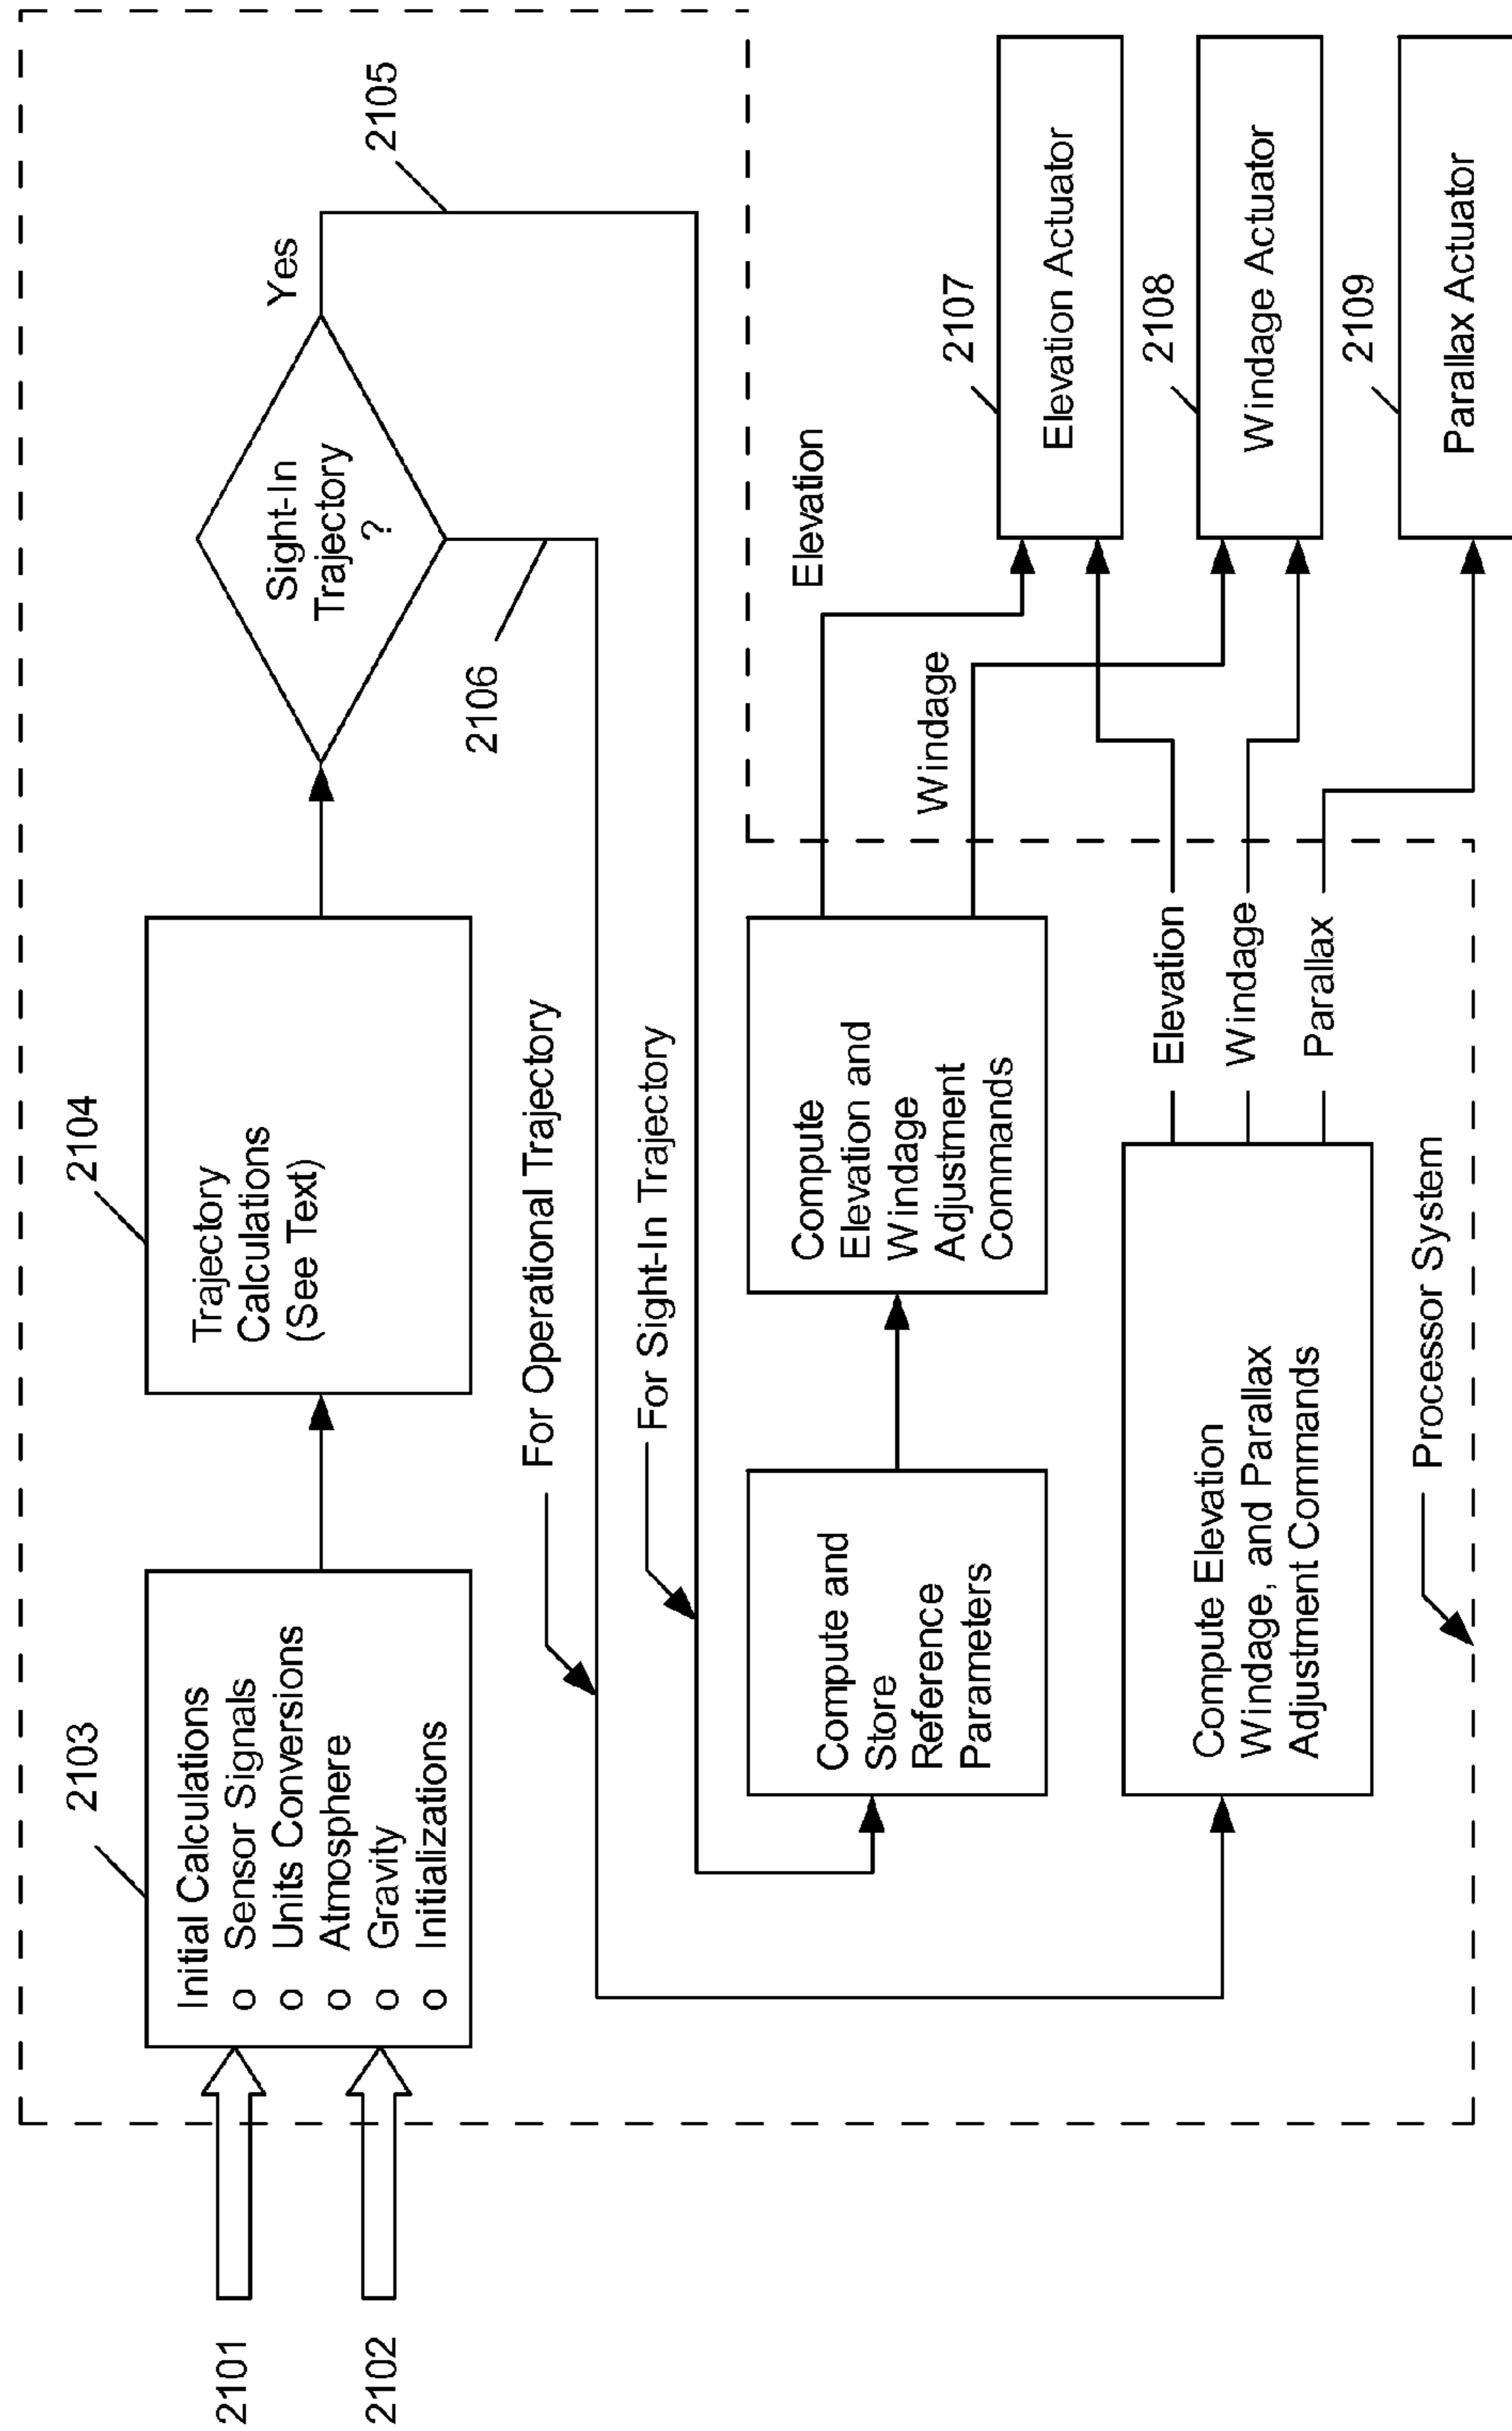 2101
2102
2103
Initial Calculations
o Sensor Signals
o Units Conversions
o Atmosphere
o Gravity
o Initializations
2104
Trajectory
Calculations
(See Text)
Sight-In
Trajectory
?
Yes
2105
2106
For Operational Trajectory
For Sight-In Trajectory
Compute and
Store
Reference
Parameters
Compute
Elevation and
Windage
Adjustment
Commands
Elevation
Windage
2107
Elevation Actuator
2108
Windage Actuator
2109
Parallax Actuator
Compute Elevation
Windage, and Parallax
Adjustment Commands
Elevation
Windage
Parallax
Processor System